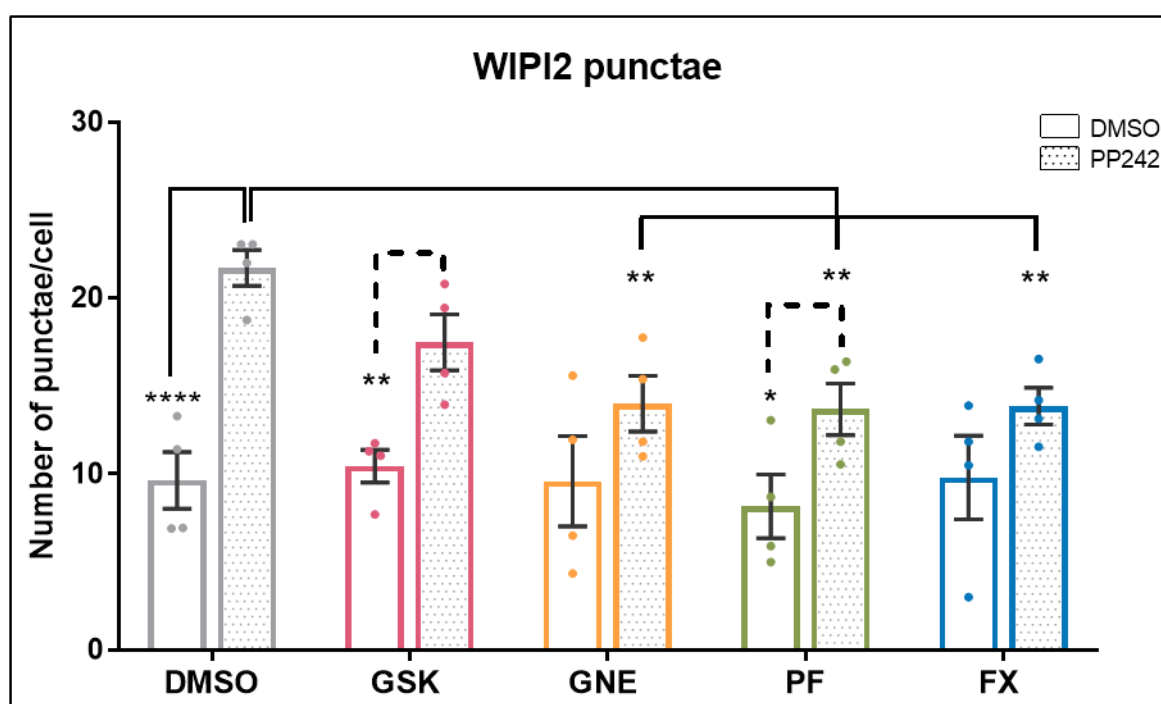 WIPI2 punctae
DMSO
PP242
Number of punctae/cell
30
20
10
0
****
**
**
*
**
**
DMSO GSK GNE PF FX